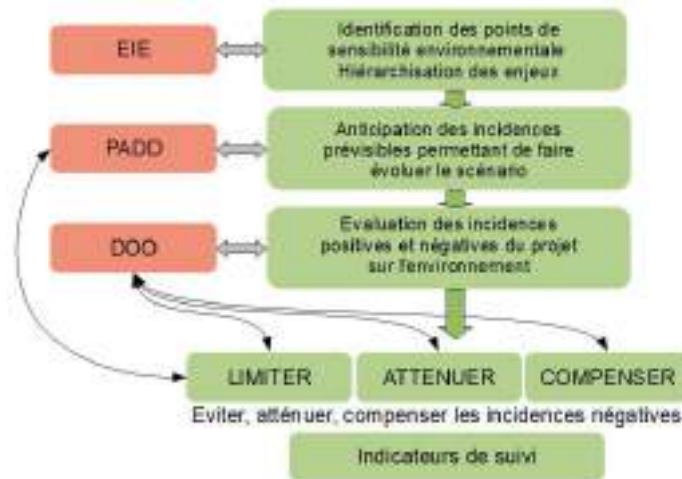 EIE
Identification des points de
sensibilité environnementale
Hiérarchisation des enjeux
PADD
Anticipation des incidences
prévisibles permettant de faire
évoluer le scénario
DOO
Evaluation des incidences
positives et négatives du projet
sur l'environnement
LIMITER
ATTENUER
COMPENSER
Eviter, atténuer, compenser les incidences négatives
Indicateurs de suivi